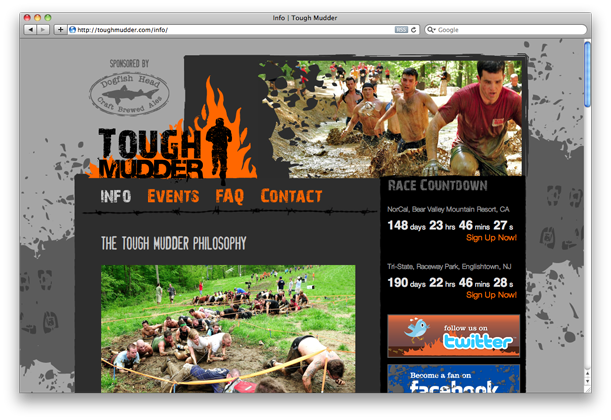 Info | Tough Mudder
http://toughmudder.com/info/
Google
SPONSORED BY
Dogfish Head
Craft Brewed Ales
TOUGH
MUDDER
INFO EVENTS FAQ CONTACT
THE TOUGH MUDDER PHILOSOPHY
RACE COUNTDOWN
NorCal, Bear Valley Mountain Resort, CA
148 days 23 hrs 46 mins 27 s
Sign Up Now!
Tri-State, Raceway Park, Englishtown, NJ
190 days 22 hrs 46 mins 28 s
Sign Up Now!
follow us on
twitter
Become a fan on
facebook